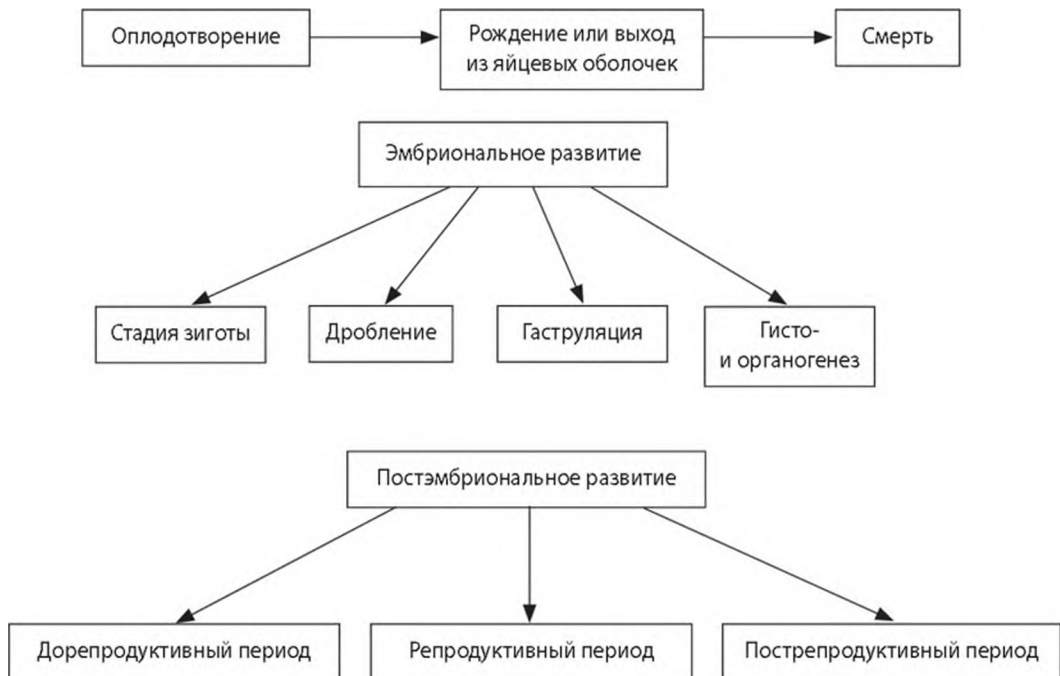 Оплодотворение
Рождение или выход
из яйцевых оболочек
Смерть
Эмбриональное развитие
Стадия зиготы
Дробление
Гаструляция
Гисто-
и органогенез
Постэмбриональное развитие
Дорепродуктивный период
Репродуктивный период
Пострепродуктивный период